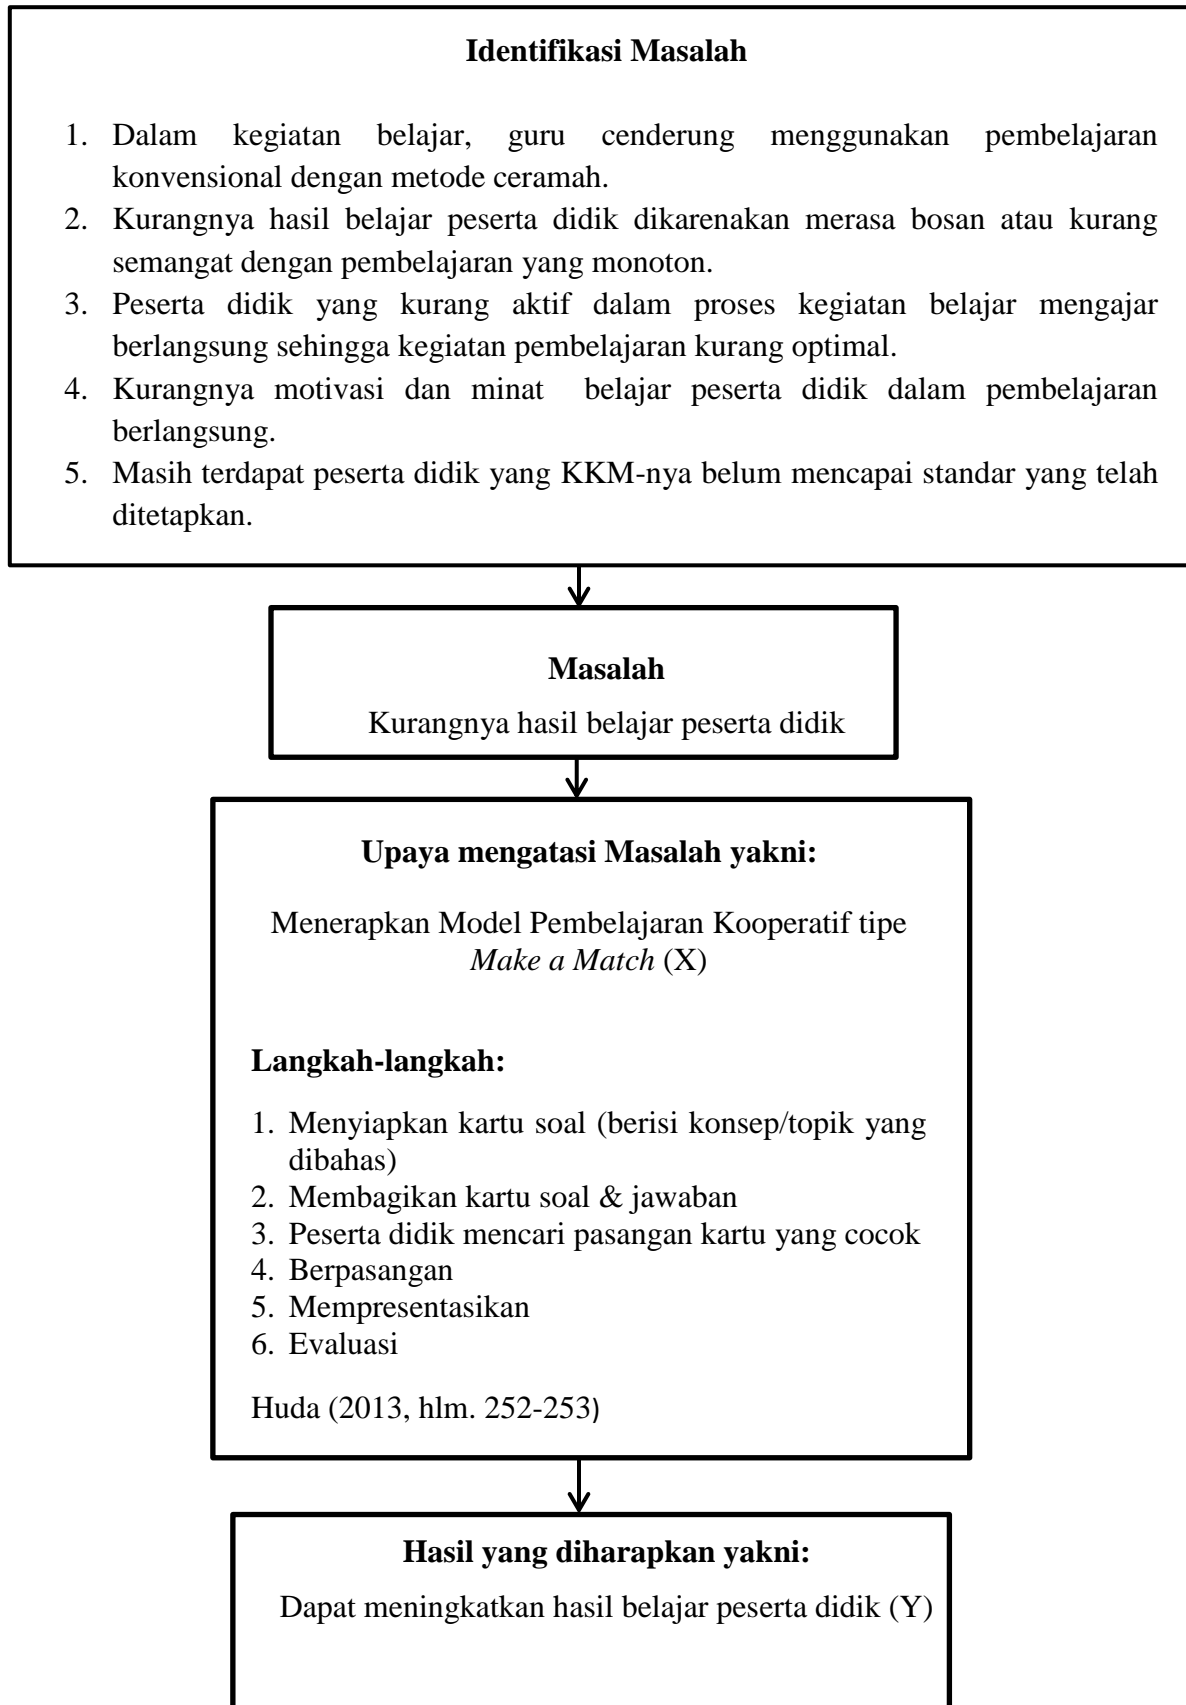 Identifikasi Masalah
1. Dalam kegiatan belajar, guru cenderung menggunakan pembelajaran
konvensional dengan metode ceramah.
2. Kurangnya hasil belajar peserta didik dikarenakan merasa bosan atau kurang
semangat dengan pembelajaran yang monoton.
3. Peserta didik yang kurang aktif dalam proses kegiatan belajar mengajar
berlangsung sehingga kegiatan pembelajaran kurang optimal.
4. Kurangnya motivasi dan minat belajar peserta didik dalam pembelajaran
berlangsung.
5. Masih terdapat peserta didik yang KKM-nya belum mencapai standar yang telah
ditetapkan.
Masalah
Kurangnya hasil belajar peserta didik
Upaya mengatasi Masalah yakni:
Menerapkan Model Pembelajaran Kooperatif tipe
Make a Match (X)
Langkah-langkah:
1. Menyiapkan kartu soal (berisi konsep/topik yang
dibahas)
2. Membagikan kartu soal & jawaban
3. Peserta didik mencari pasangan kartu yang cocok
4. Berpasangan
5. Mempresentasikan
6. Evaluasi
Huda (2013, hlm. 252-253)
Hasil yang diharapkan yakni:
Dapat meningkatkan hasil belajar peserta didik (Y)